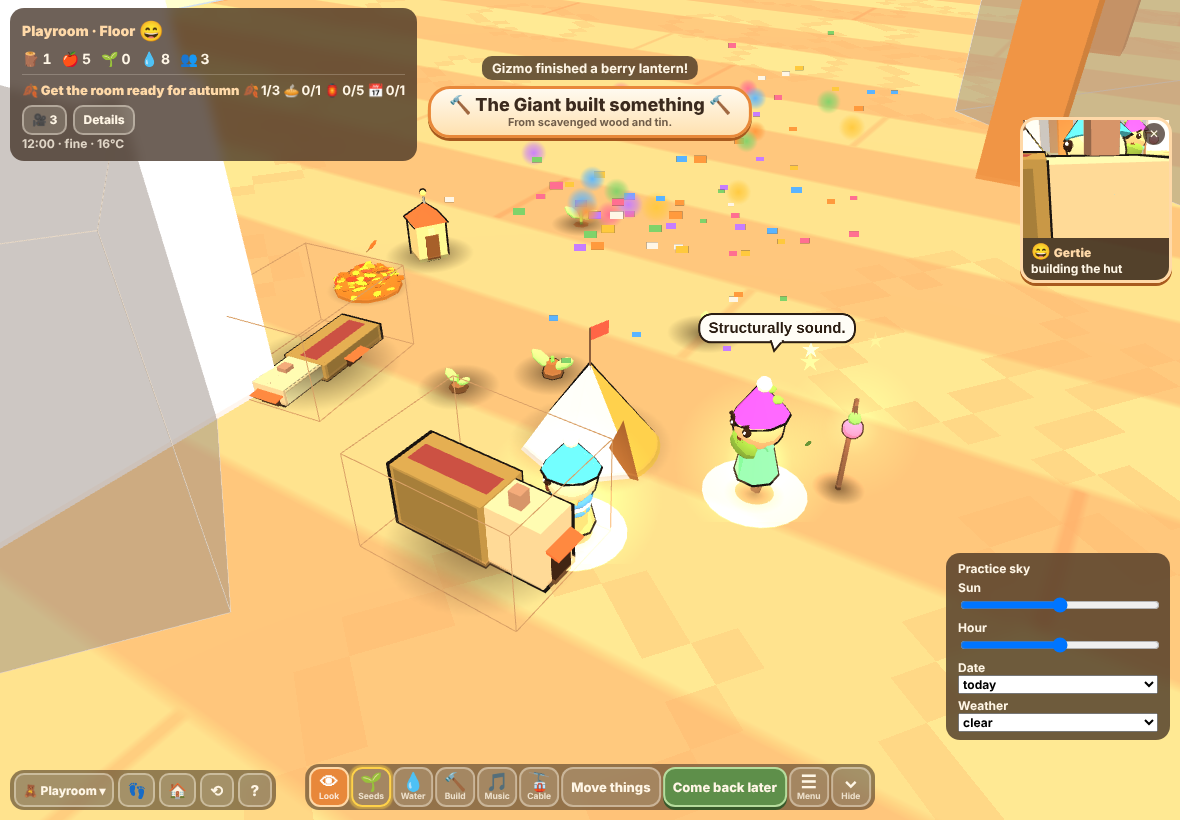 Playroom · Floor
1 5 0 8 3
Get the room ready for autumn 1/3 0/1 0/5 0/1
3 Details
12:00 · fine · 16°C
Gizmo finished a berry lantern!
The Giant built something
From scavenged wood and tin.
×
Gertie
building the hut
Structurally sound.
Practice sky
Sun
Hour
Date
today
Weather
clear
Playroom ▾
?
Look
Seeds
Water
Build
Music
Cable
Move things
Come back later
Menu
Hide